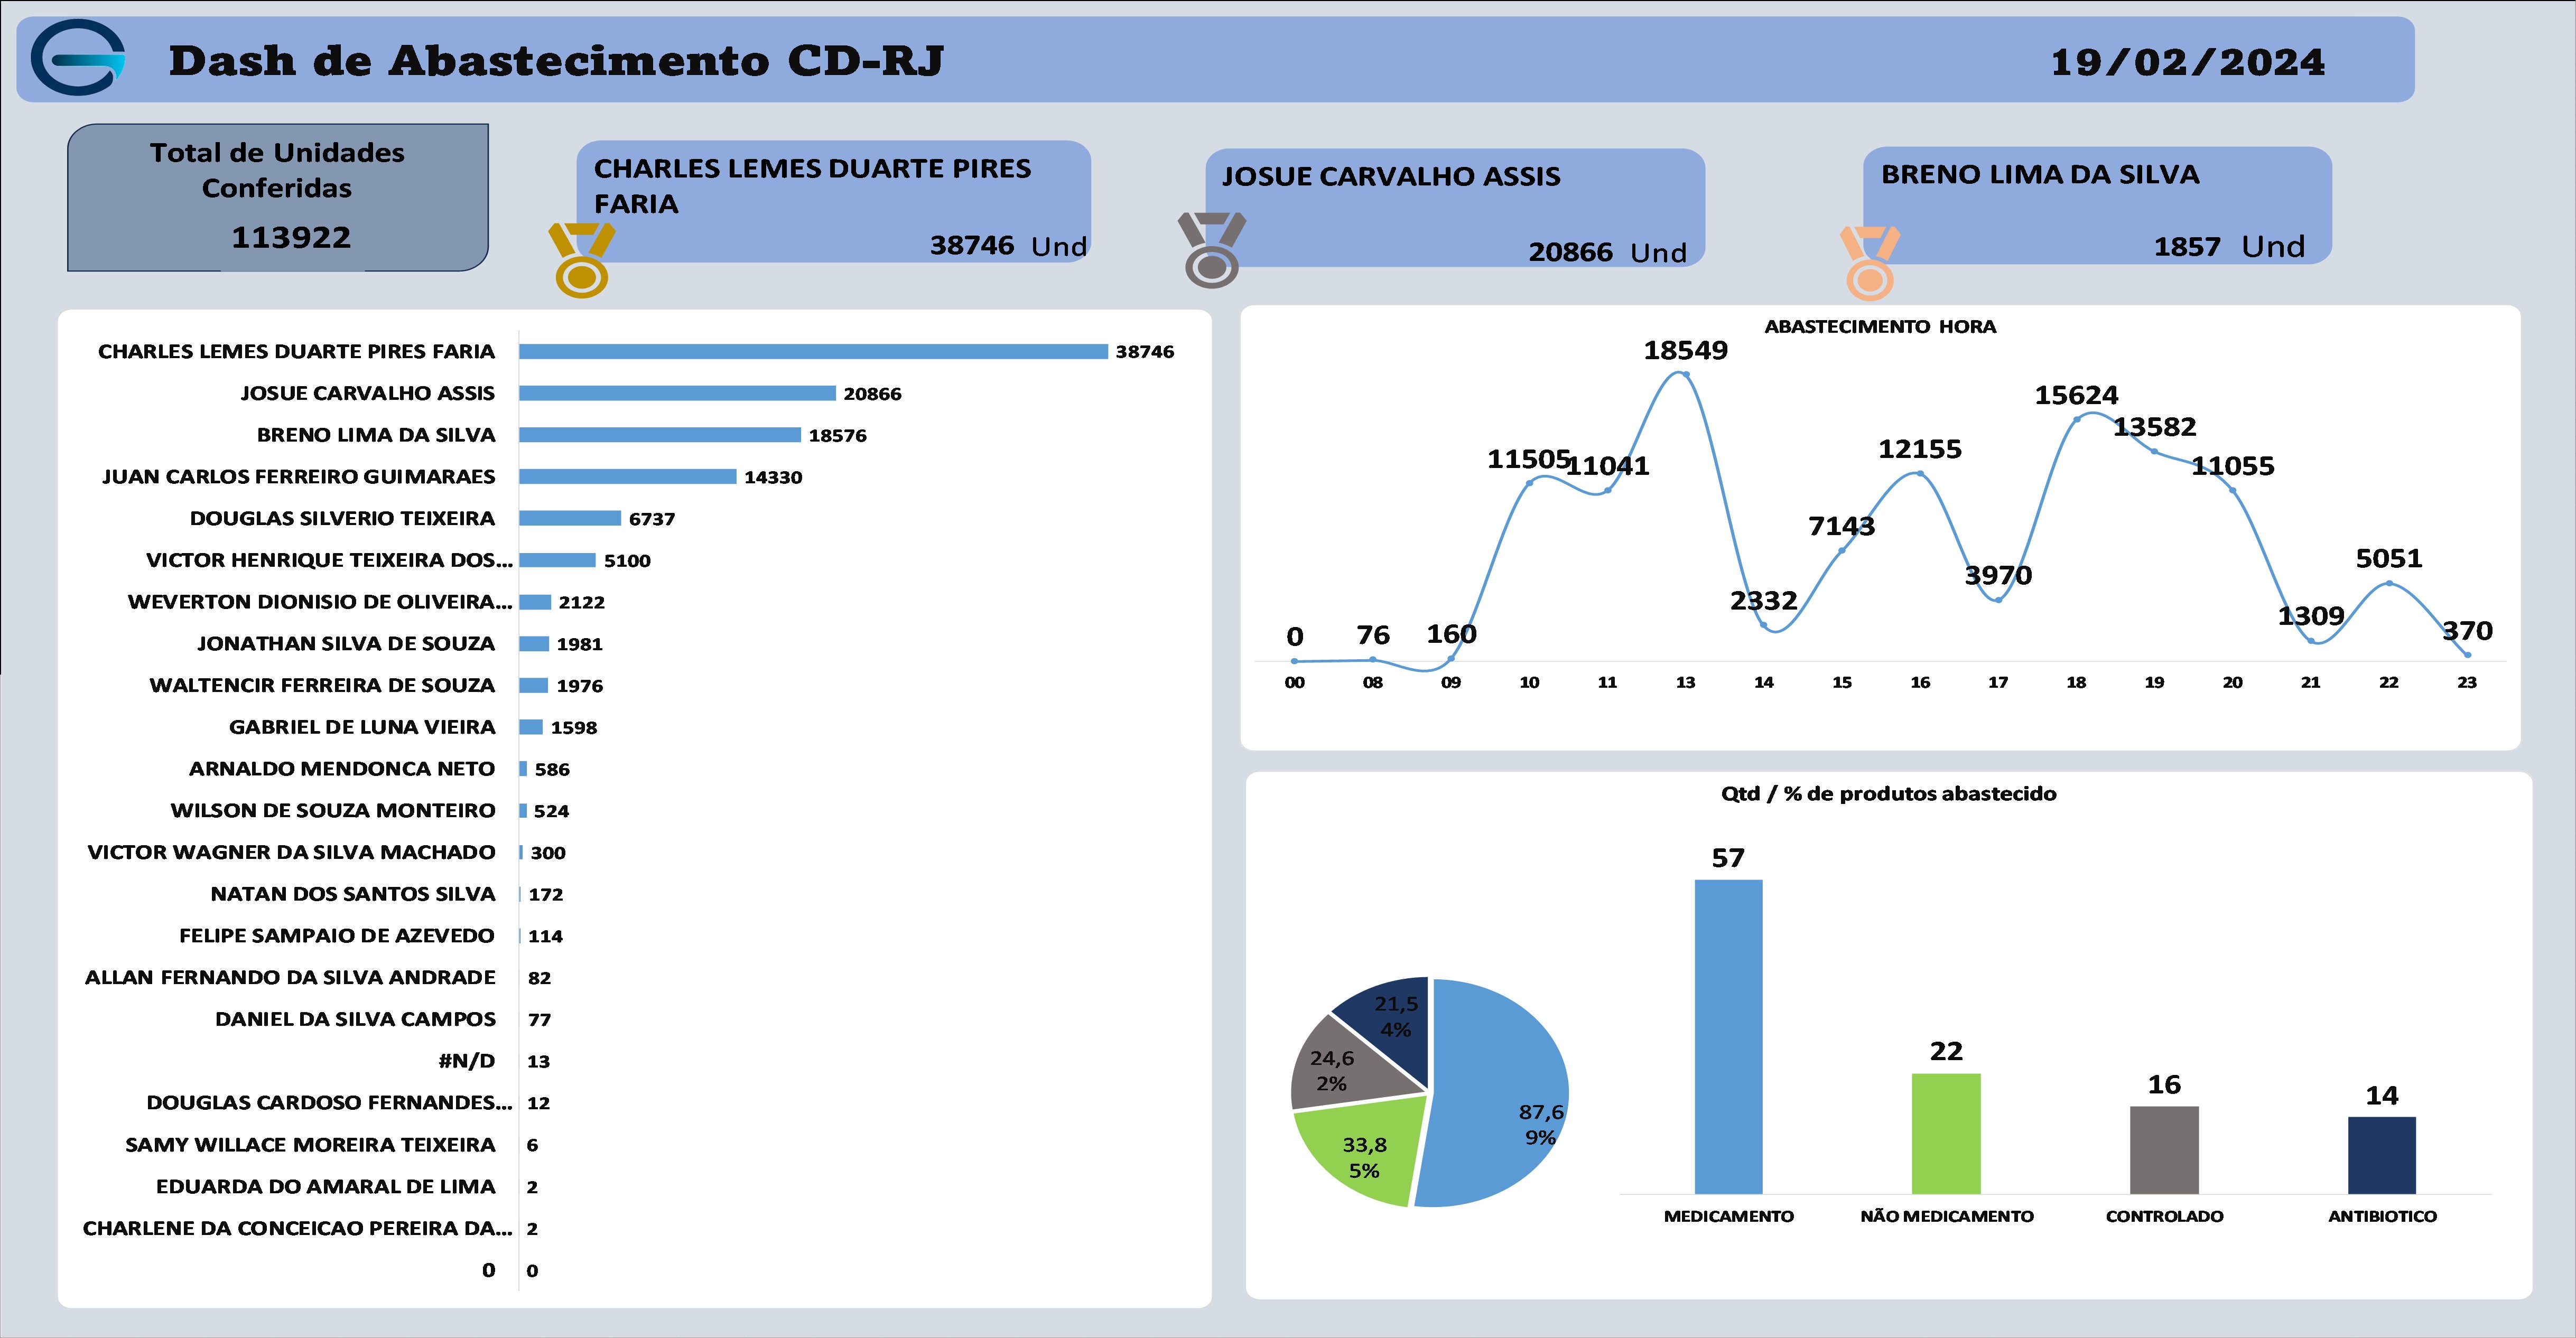 Dash de Abastecimento CD-RJ
19/02/2024
Total de Unidades
Conferidas
113922
CHARLES LEMES DUARTE PIRES
FARIA
38746 Und
JOSUE CARVALHO ASSIS
20866 Und
BRENO LIMA DA SILVA
1857 Und
CHARLES LEMES DUARTE PIRES FARIA 38746
JOSUE CARVALHO ASSIS 20866
BRENO LIMA DA SILVA 18576
JUAN CARLOS FERREIRO GUIMARAES 14330
DOUGLAS SILVERIO TEIXEIRA 6737
VICTOR HENRIQUE TEIXEIRA DOS... 5100
WEVERTON DIONISIO DE OLIVEIRA... 2122
JONATHAN SILVA DE SOUZA 1981
WALTENCIR FERREIRA DE SOUZA 1976
GABRIEL DE LUNA VIEIRA 1598
ARNALDO MENDONCA NETO 586
WILSON DE SOUZA MONTEIRO 524
VICTOR WAGNER DA SILVA MACHADO 300
NATAN DOS SANTOS SILVA 172
FELIPE SAMPAIO DE AZEVEDO 114
ALLAN FERNANDO DA SILVA ANDRADE 82
DANIEL DA SILVA CAMPOS 77
#N/D 13
DOUGLAS CARDOSO FERNANDES... 12
SAMY WILLACE MOREIRA TEIXEIRA 6
EDUARDA DO AMARAL DE LIMA 2
CHARLENE DA CONCEICAO PEREIRA DA... 2
0 0
ABASTECIMENTO HORA
0 76 160 11505 11041 18549 2332 7143 12155 3970 15624 13582 11055 1309 5051 370
00 08 09 10 11 13 14 15 16 17 18 19 20 21 22 23
Qtd / % de produtos abastecido
21,5
4%
24,6
2%
33,8
5%
87,6
9%
57 22 16 14
MEDICAMENTO NÃO MEDICAMENTO CONTROLADO ANTIBIOTICO